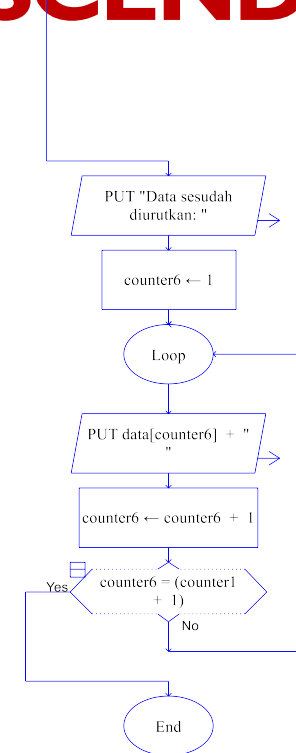 SCEND
PUT "Data sesudah
diurutkan: "
counter6 ← 1
Loop
PUT data[counter6] + "
"
counter6 ← counter6 + 1
Yes
counter6 = (counter1
+ 1)
No
End